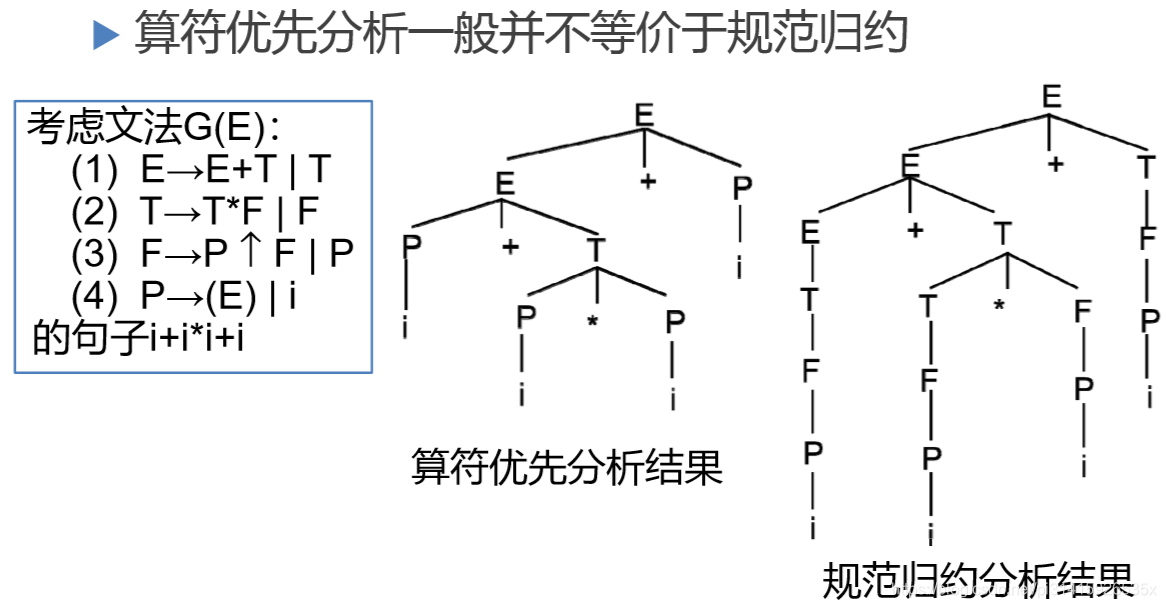 算符优先分析一般并不等价于规范归约
考虑文法G(E)：
(1) E→E+T | T
(2) T→T*F | F
(3) F→P↑F | P
(4) P→(E) | i
的句子i+i*i+i
E
E + P
P + T i
i P * P
i i
算符优先分析结果
E
E + T
E + T F
T T * F P
F F P i
P P i
i i
规范归约分析结果